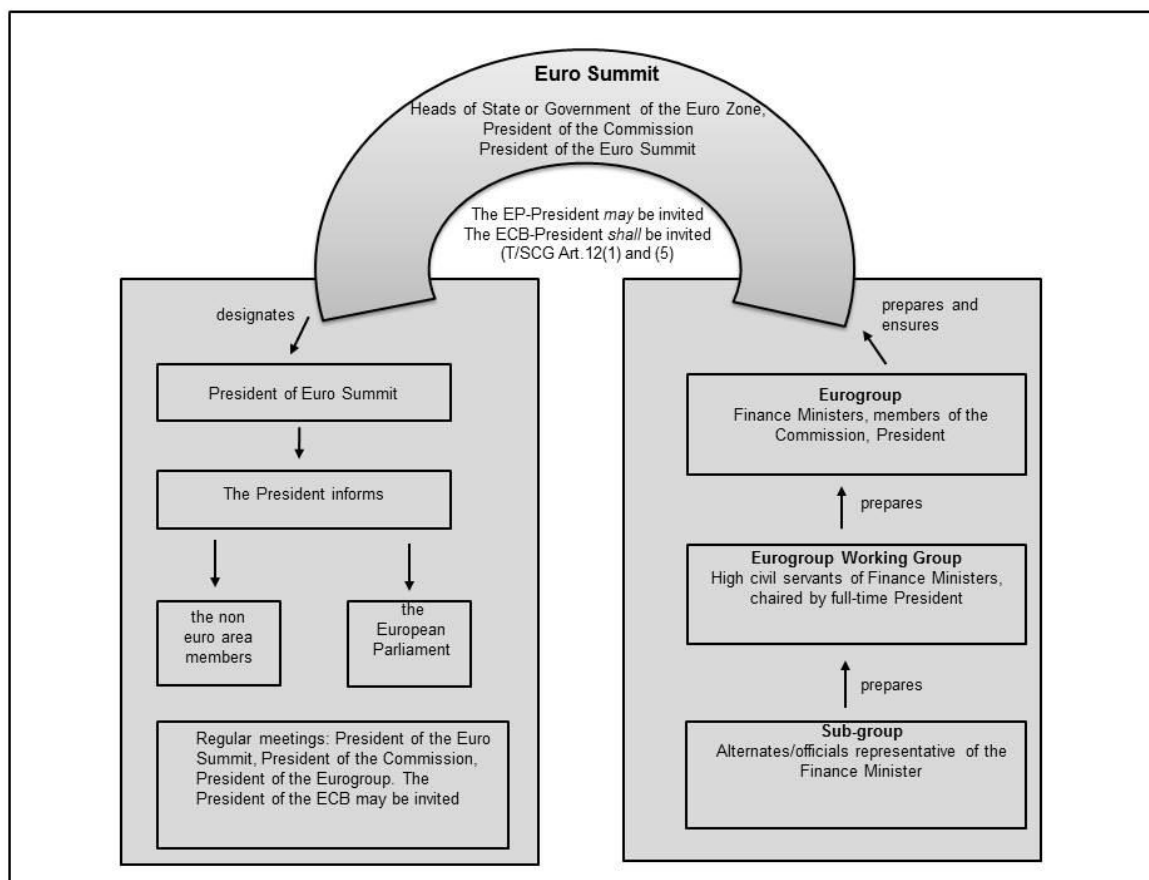 Euro Summit
Heads of State or Government of the Euro Zone,
President of the Commission
President of the Euro Summit
The EP-President may be invited
The ECB-President shall be invited
(T/SCG Art.12(1) and (5)
designates
President of Euro Summit
The President informs
the non
euro area
members
the
European
Parliament
Regular meetings: President of the Euro
Summit, President of the Commission,
President of the Eurogroup. The
President of the ECB may be invited
prepares and
ensures
Eurogroup
Finance Ministers, members of the
Commission, President
prepares
Eurogroup Working Group
High civil servants of Finance Ministers,
chaired by full-time President
prepares
Sub-group
Alternates/officials representative of the
Finance Minister